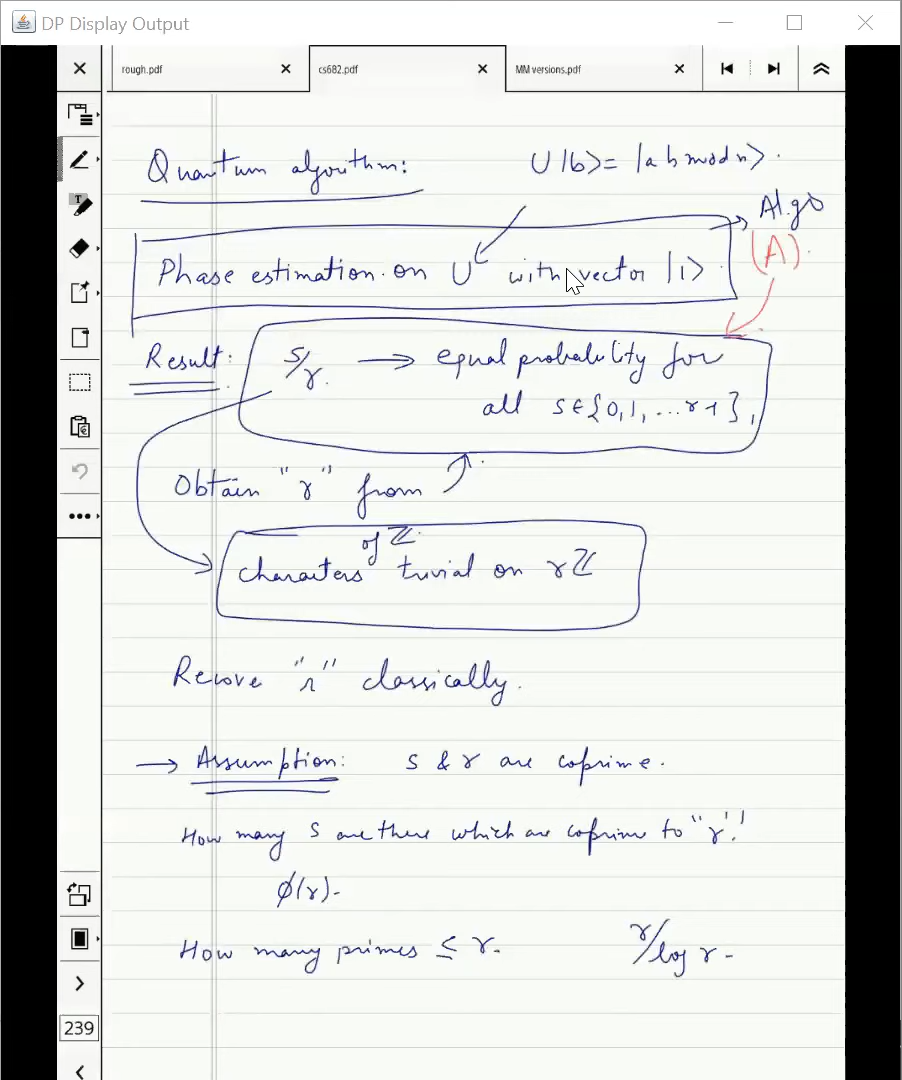 DP Display Output
rough.pdf
cs682.pdf
MM versions.pdf
Quantum algorithm:
U|b> = |a b mod n>.
Algo
(A).
Phase estimation on U with vector |1>.
Result: s/r. → equal probability for
all s∈{0,1,...r-1},
Obtain "r" from
of ℤ.
characters trivial on rℤ
Recove "r" classically.
→ Assumption: s & r are coprime.
How many s are there which are coprime to "r"?
ϕ(r).
How many primes ≤ r. r/log r.
239